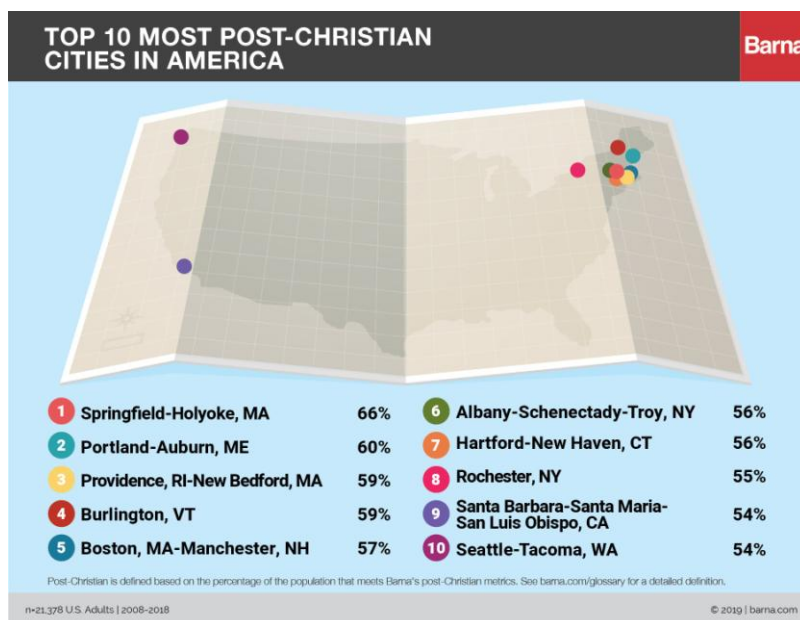 TOP 10 MOST POST-CHRISTIAN
CITIES IN AMERICA
Barna
1 Springfield-Holyoke, MA 66%
2 Portland-Auburn, ME 60%
3 Providence, RI-New Bedford, MA 59%
4 Burlington, VT 59%
5 Boston, MA-Manchester, NH 57%
6 Albany-Schenectady-Troy, NY 56%
7 Hartford-New Haven, CT 56%
8 Rochester, NY 55%
9 Santa Barbara-Santa Maria-
San Luis Obispo, CA 54%
10 Seattle-Tacoma, WA 54%
Post-Christian is defined based on the percentage of the population that meets Barna's post-Christian metrics. See barna.com/glossary for a detailed definition.
n=21,378 U.S. Adults | 2008-2018
© 2019 | barna.com